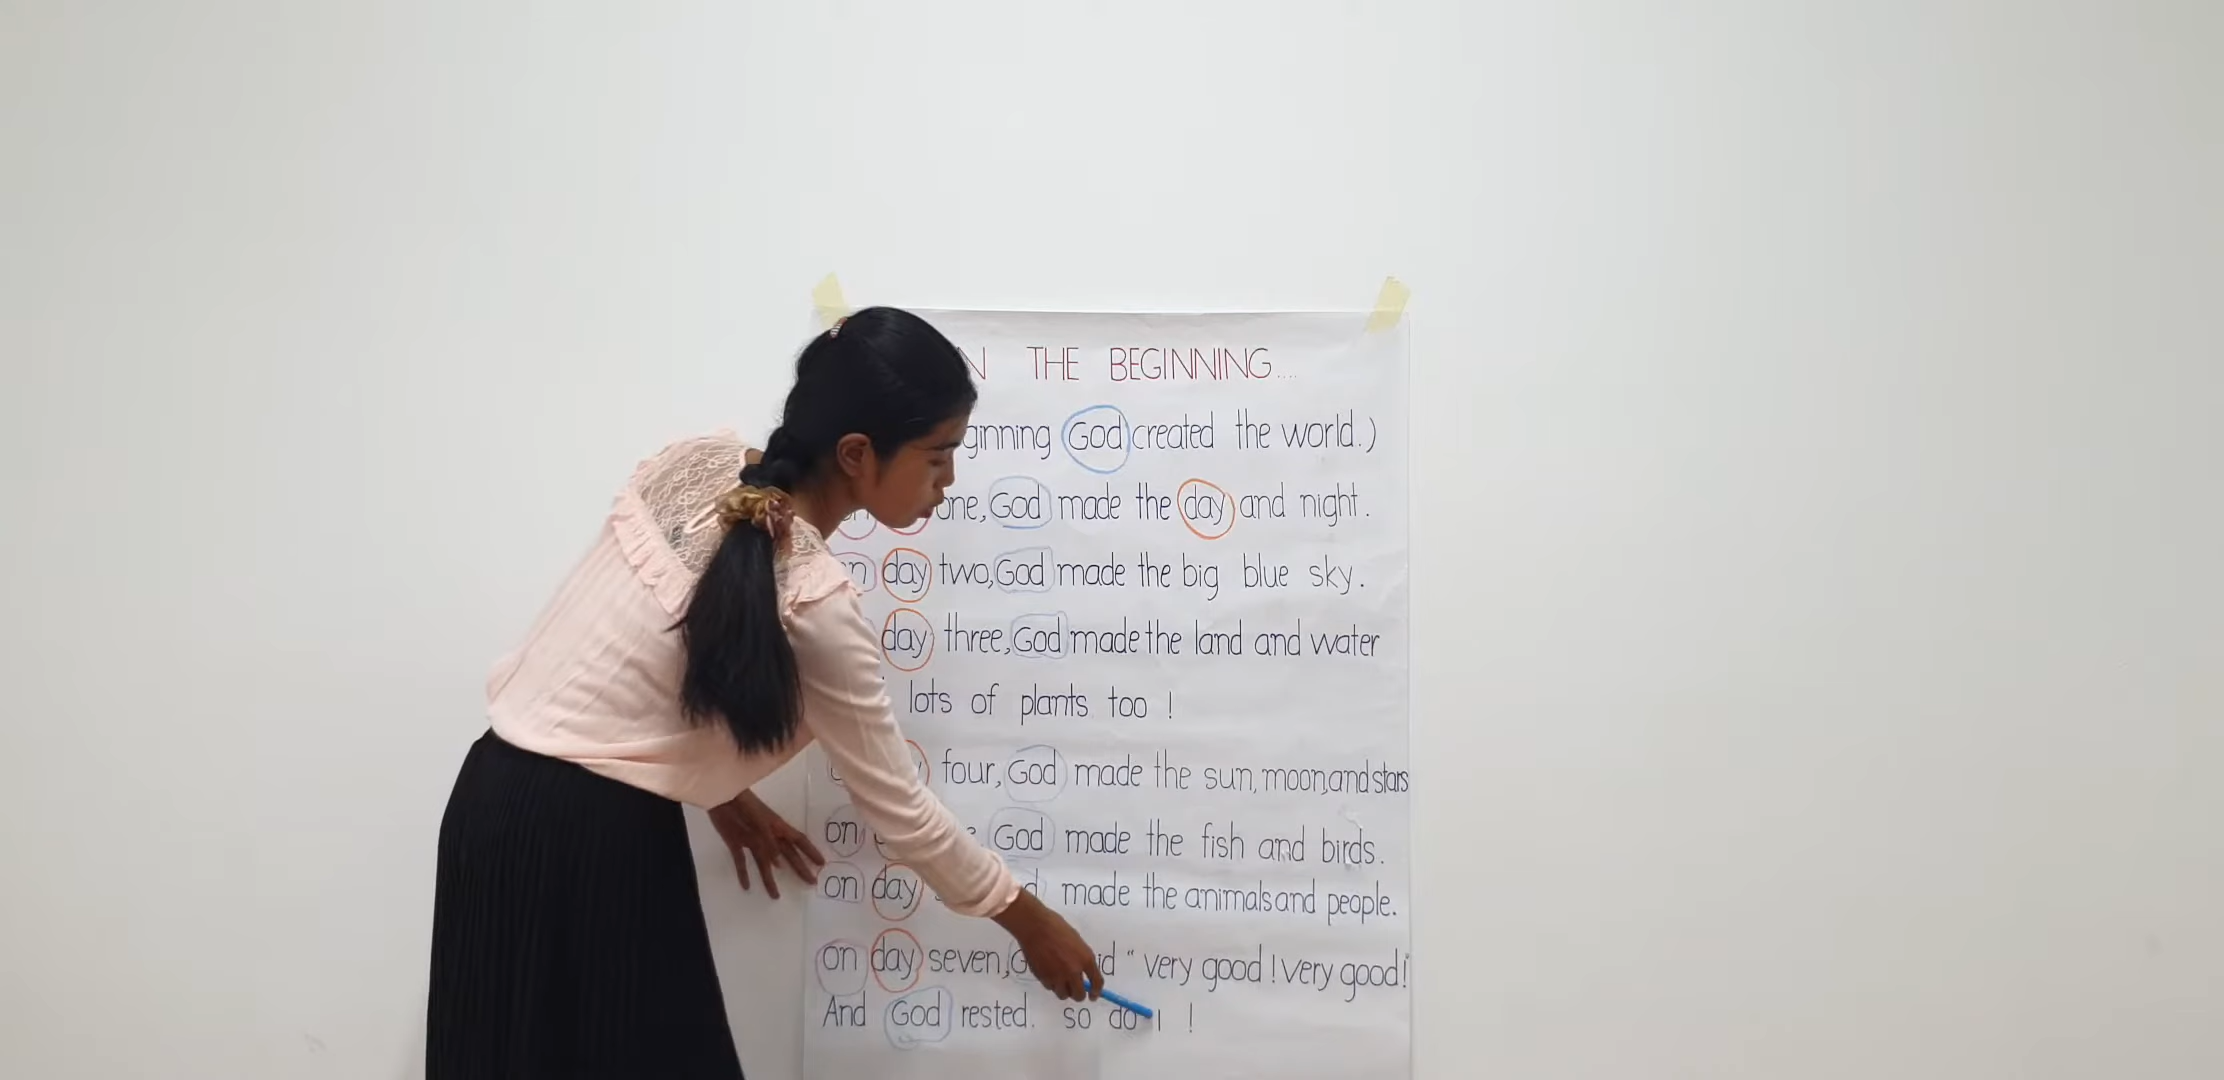 THE BEGINNING....
God created the world.)
one, God made the day and night.
day two, God made the big blue sky.
day three, God made the land and water
lots of plants too !
four, God made the sun, moon, and stars
on God made the fish and birds.
on day made the animals and people.
on day seven, " very good ! very good !
And God rested. so do I !